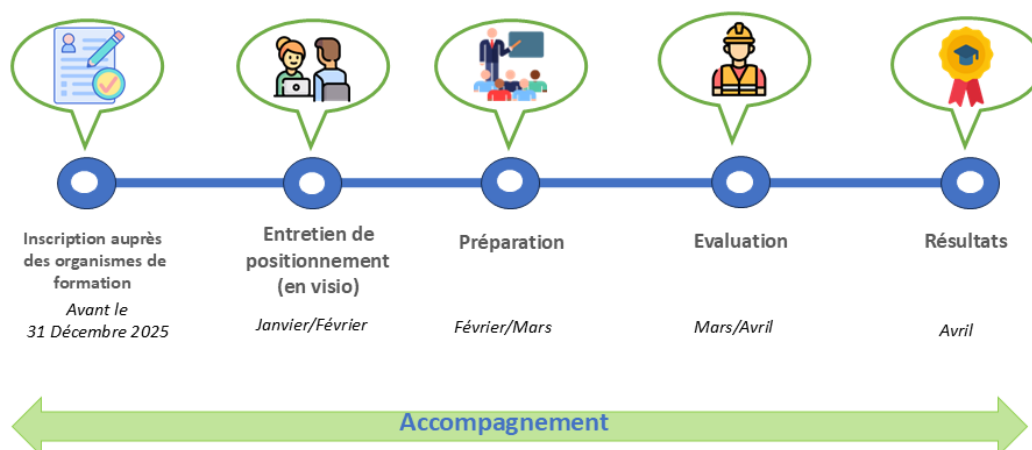 Inscription auprès
des organismes de
formation
Avant le
31 Décembre 2025
Entretien de
positionnement
(en visio)
Janvier/Février
Préparation
Février/Mars
Evaluation
Mars/Avril
Résultats
Avril
Accompagnement